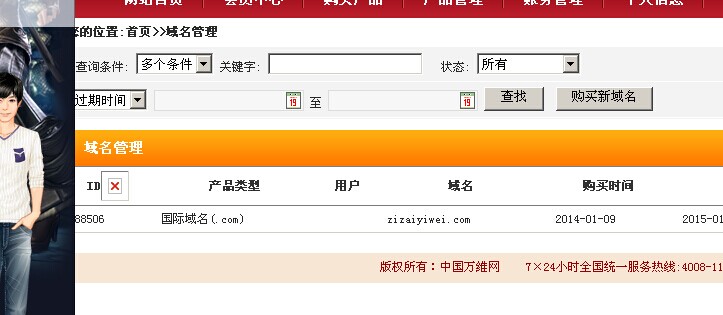 网站首页 会员中心 购买产品 产品管理 账务管理 个人信息
您的位置:首页>>域名管理
查询条件: 多个条件 关键字: 状态: 所有
过期时间 19 至 19 查找 购买新域名
域名管理
ID 产品类型 用户 域名 购买时间
88506 国际域名(.com) zizaiyiwei.com 2014-01-09 2015-01
版权所有：中国万维网 7×24小时全国统一服务热线:4008-11